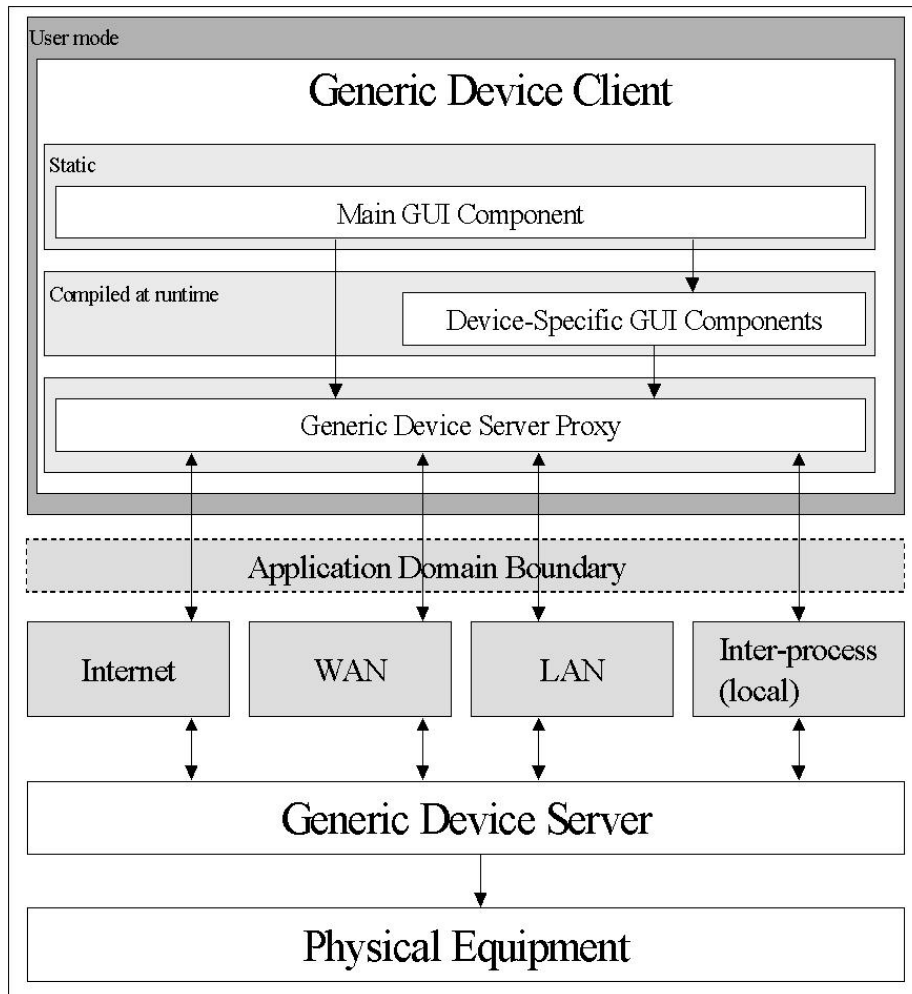 User mode
Generic Device Client
Static
Main GUI Component
Compiled at runtime
Device-Specific GUI Components
Generic Device Server Proxy
Application Domain Boundary
Internet
WAN
LAN
Inter-process
(local)
Generic Device Server
Physical Equipment